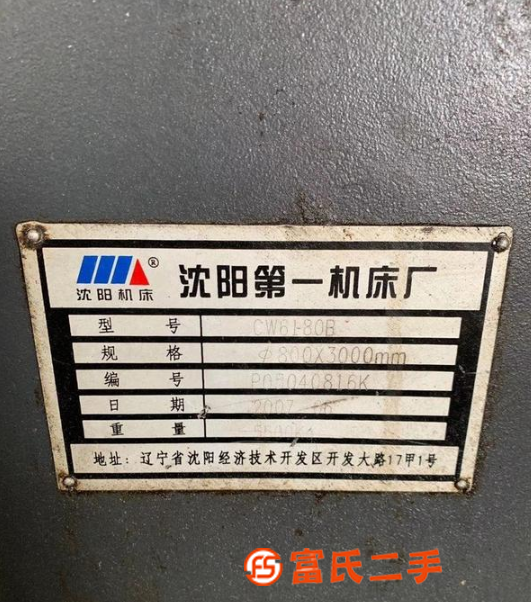 沈阳机床®
沈阳第一机床厂
型号 CW6180B
规格 φ800X3000mm
编号
日期
重量
地址：辽宁省沈阳经济技术开发区开发大路17甲1号
富氏二手